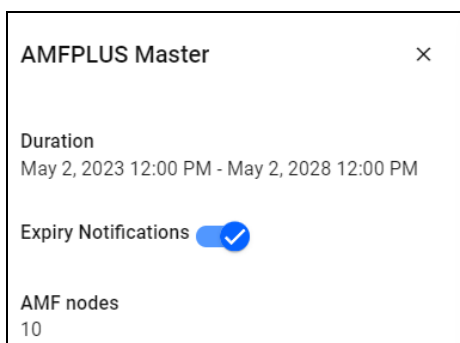 AMFPLUS Master
Duration
May 2, 2023 12:00 PM - May 2, 2028 12:00 PM
Expiry Notifications
AMF nodes
10